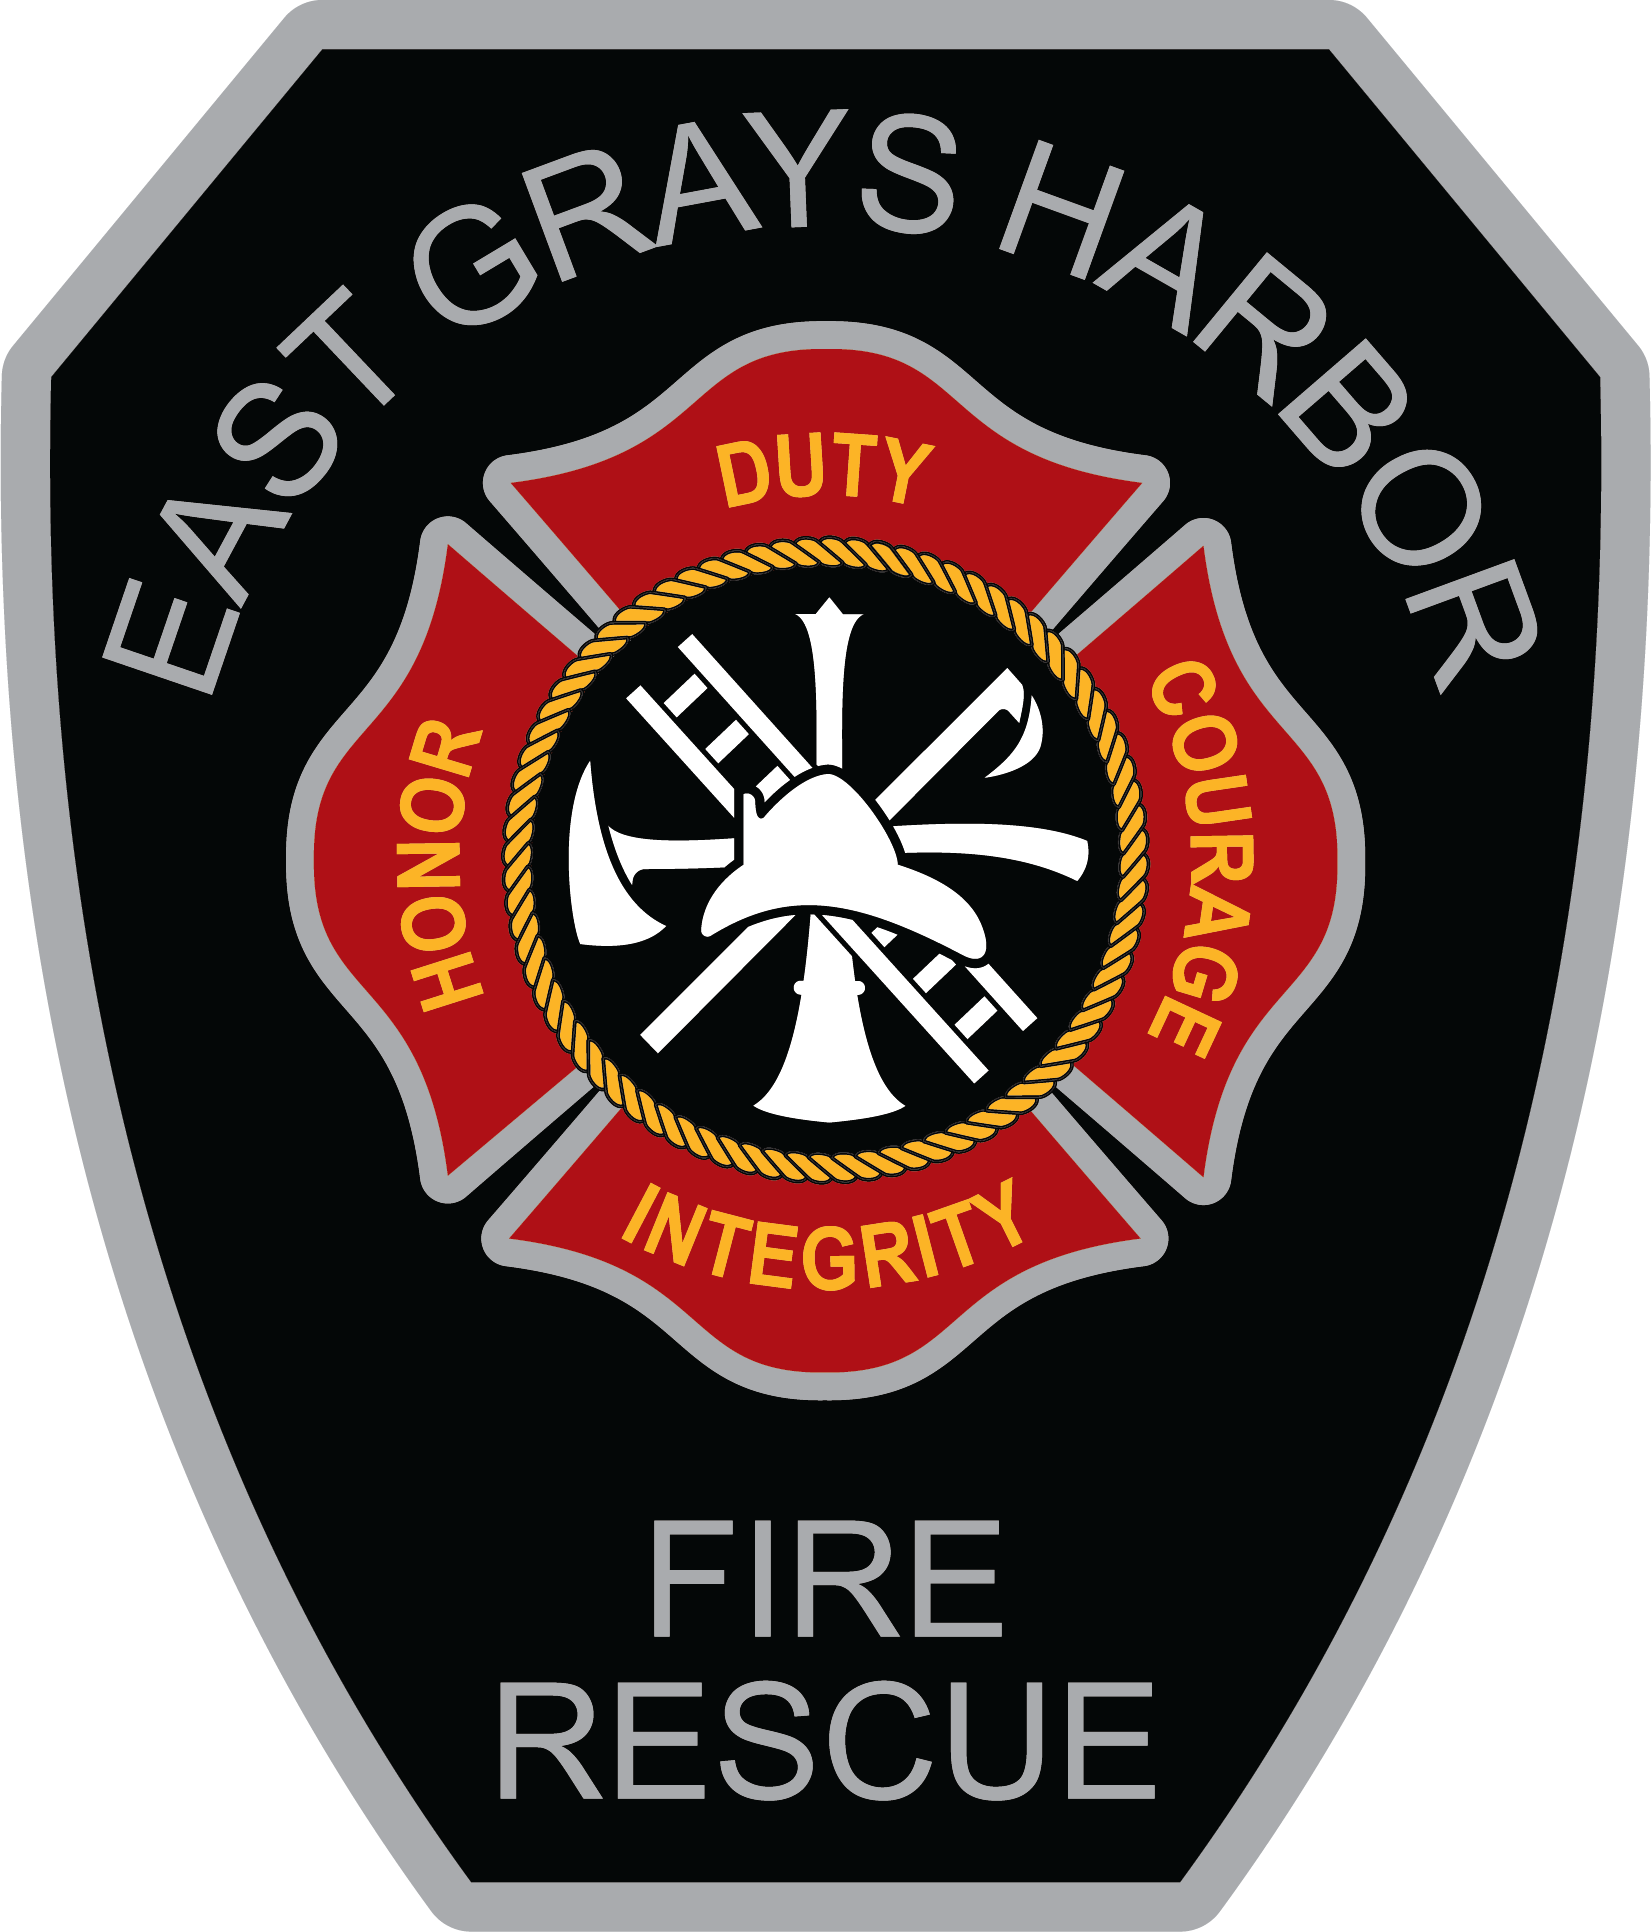 EAST GRAYS HARBOR
DUTY
HONOR
COURAGE
INTEGRITY
FIRE
RESCUE